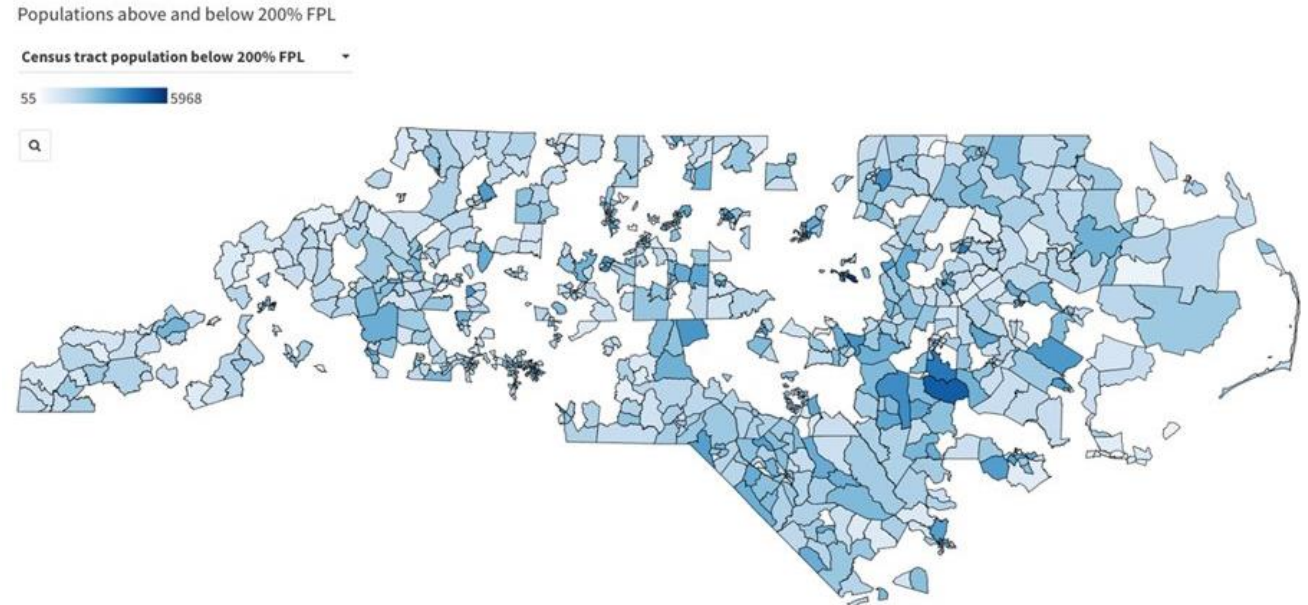 Populations above and below 200% FPL
Census tract population below 200% FPL
55 5968